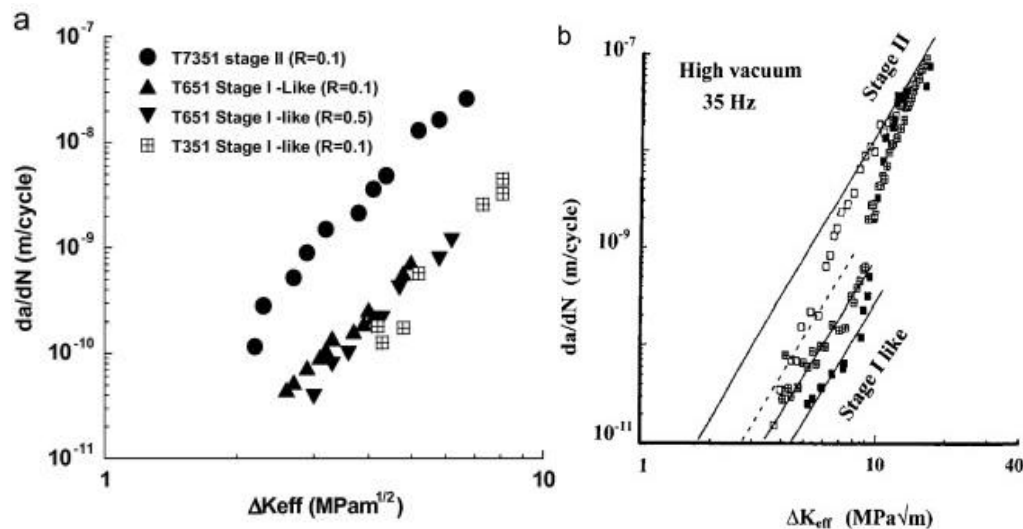 a
10^-7
10^-8
10^-9
10^-10
10^-11
da/dN (m/cycle)
T7351 stage II (R=0.1)
T651 Stage I -Like (R=0.1)
T651 Stage I -like (R=0.5)
T351 Stage I -like (R=0.1)
10
ΔKeff (MPam^1/2)
b
10^-7
10^-9
10^-11
da/dN (m/cycle)
High vacuum
35 Hz
Stage II
Stage I like
1
10
40
ΔK_eff (MPa√m)